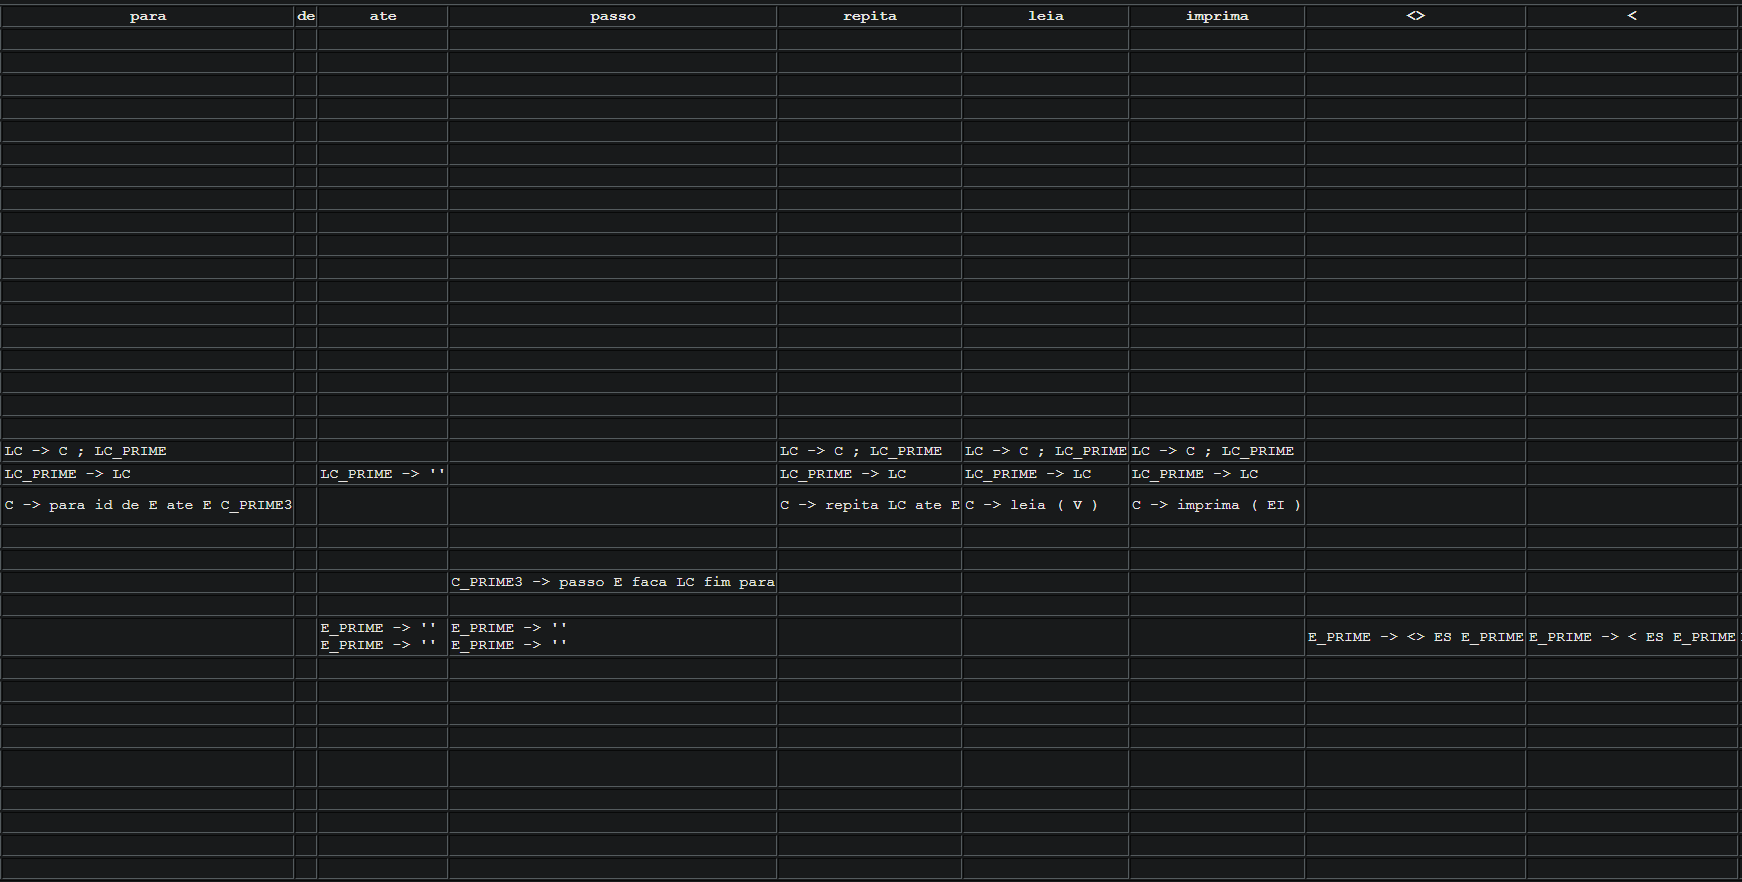 para de ate passo repita leia imprima <> <
LC -> C ; LC_PRIME LC -> C ; LC_PRIME LC -> C ; LC_PRIME LC -> C ; LC_PRIME
LC_PRIME -> LC LC_PRIME -> '' LC_PRIME -> LC LC_PRIME -> LC LC_PRIME -> LC
C -> para id de E ate E C_PRIME3 C -> repita LC ate E C -> leia ( V ) C -> imprima ( EI )
C_PRIME3 -> passo E faca LC fim para
E_PRIME -> '' E_PRIME -> ''
E_PRIME -> <> ES E_PRIME E_PRIME -> < ES E_PRIME
E_PRIME -> '' E_PRIME -> ''